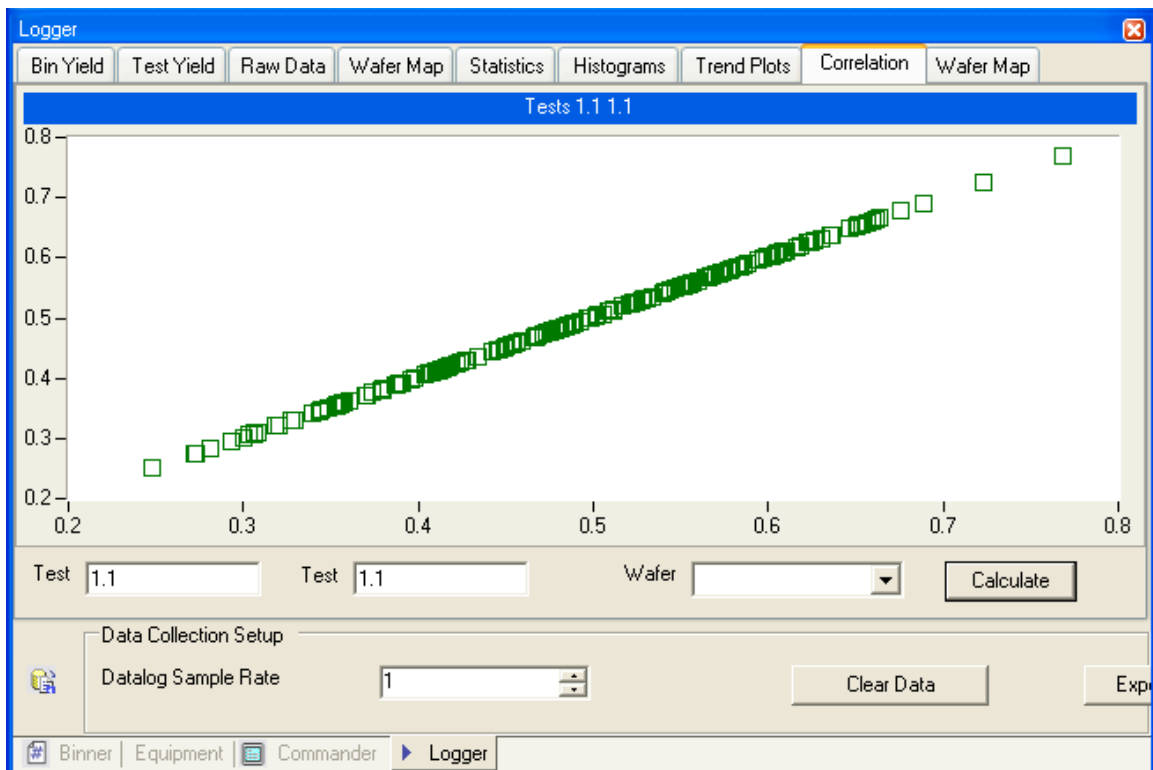 Logger
Bin Yield Test Yield Raw Data Wafer Map Statistics Histograms Trend Plots Correlation Wafer Map
Tests 1.1 1.1
0.8
0.7
0.6
0.5
0.4
0.3
0.2
0.2 0.3 0.4 0.5 0.6 0.7 0.8
Test 1.1 Test 1.1 Wafer Calculate
Data Collection Setup
Datalog Sample Rate 1 Clear Data Expo
# Binner Equipment Commander Logger